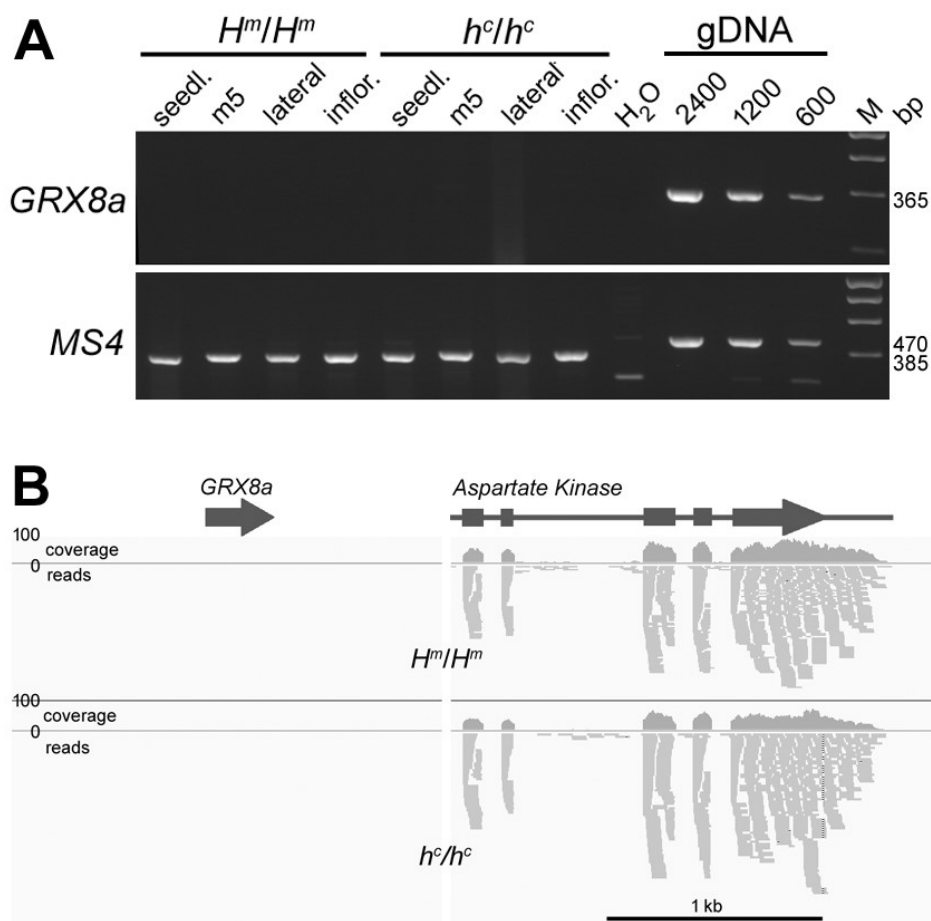 A
H^m/H^m h^c/h^c gDNA
seedl. m5 lateral inflor. seedl. m5 lateral inflor. H₂O 2400 1200 600 M bp
GRX8a 365
MS4 470
385
B
GRX8a Aspartate Kinase
100
coverage
0
reads
H^m/H^m
100
coverage
0
reads
h^c/h^c
1 kb